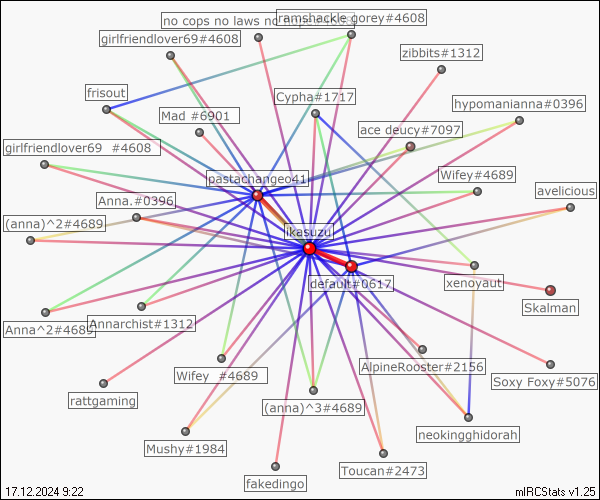 no cops no laws no
ramshackle gorey#4608
girlfriendlover69#4608
zibbits#1312
frisout
Cypha#1717
hypomanianna#0396
Mad #6901
ace deucy#7097
girlfriendlover69 #4608
pastachangeo41
Wifey#4689
avelicious
Anna.#0396
(anna)^2#4689
ikasuzu
default#0617
xenoyaut
Skalman
Anna^2#4689
Annarchist#1312
AlpineRooster#2156
Wifey #4689
Soxy Foxy#5076
rattgaming
(anna)^3#4689
neokingghidorah
Mushy#1984
Toucan#2473
fakedingo
17.12.2024 9:22
mIRCStats v1.25